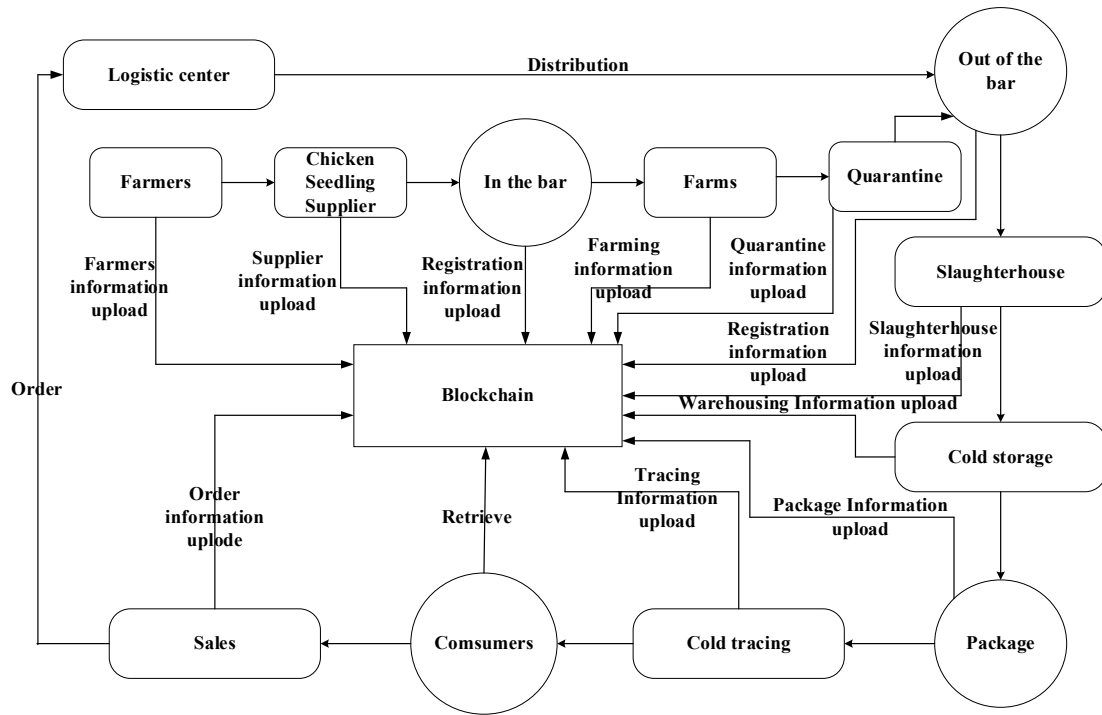 Logistic center
Distribution
Out of the
bar
Farmers
Chicken
Seedling
Supplier
In the bar
Farms
Quarantine
Farmers
information
upload
Supplier
information
upload
Registration
information
upload
Farming
information
upload
Quarantine
information
upload
Slaughterhouse
Registration
information
upload
Slaughterhouse
information
upload
Order
Blockchain
Warehousing Information upload
Cold storage
Order
information
uplode
Retrieve
Tracing
Information
upload
Package Information
upload
Sales
Comsumers
Cold tracing
Package